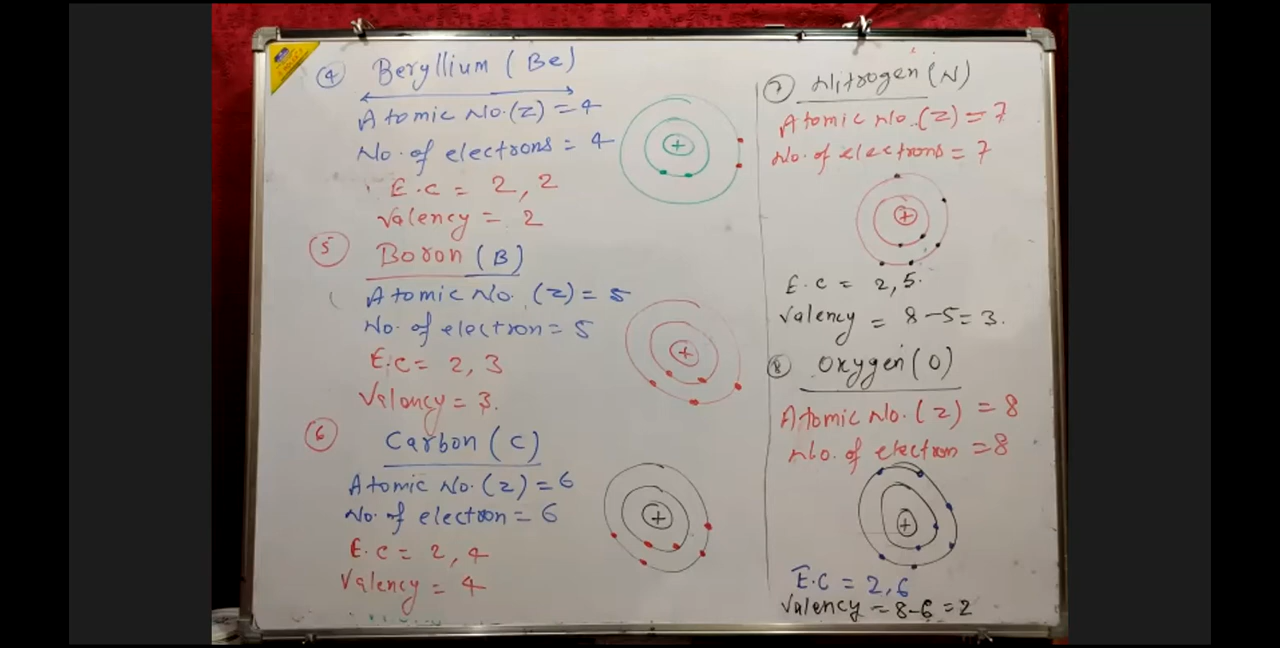 4 Beryllium (Be)
Atomic No.(Z) = 4
No. of electrons = 4
E.C = 2, 2
Valency = 2
+
5 Boron (B)
Atomic No. (Z) = 5
No. of electron = 5
E.C = 2, 3
Valency = 3.
+
6 Carbon (C)
Atomic No. (Z) = 6
No. of electron = 6
E.C = 2, 4
Valency = 4
+
7 Nitrogen (N)
Atomic No. (Z) = 7
No. of electrons = 7
+
E.C = 2, 5.
Valency = 8-5=3.
8 Oxygen (O)
Atomic No. (Z) = 8
No. of electron = 8
+
E.C = 2, 6
Valency = 8-6 = 2